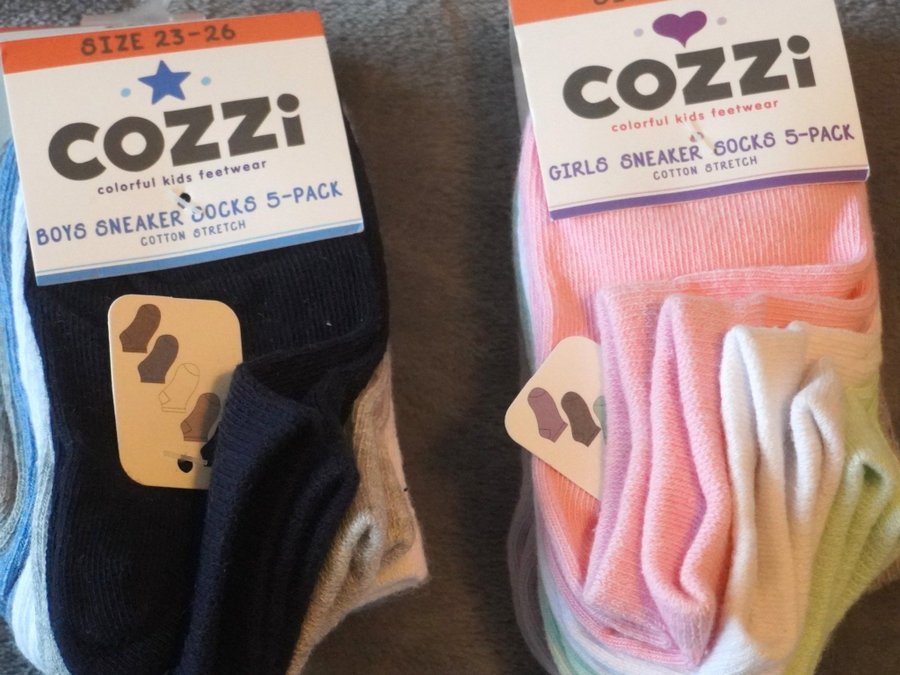 SIZE 23-26
COZZi
colorful kids feetwear
BOYS SNEAKER SOCKS 5-PACK
COTTON STRETCH
COZZi
colorful kids feetwear
GIRLS SNEAKER SOCKS 5-PACK
COTTON STRETCH